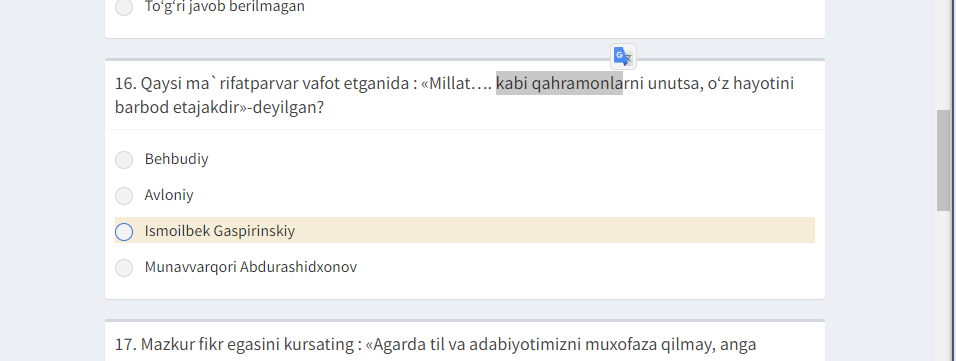 To‘g‘ri javob berilmagan
16. Qaysi ma`rifatparvar vafot etganida : «Millat…. kabi qahramonlarni unutsa, o‘z hayotini
barbod etajakdir»-deyilgan?
Behbudiy
Avloniy
Ismoilbek Gaspirinskiy
Munavvarqori Abdurashidxonov
17. Mazkur fikr egasini kursating : «Agarda til va adabiyotimizni muxofaza qilmay, anga